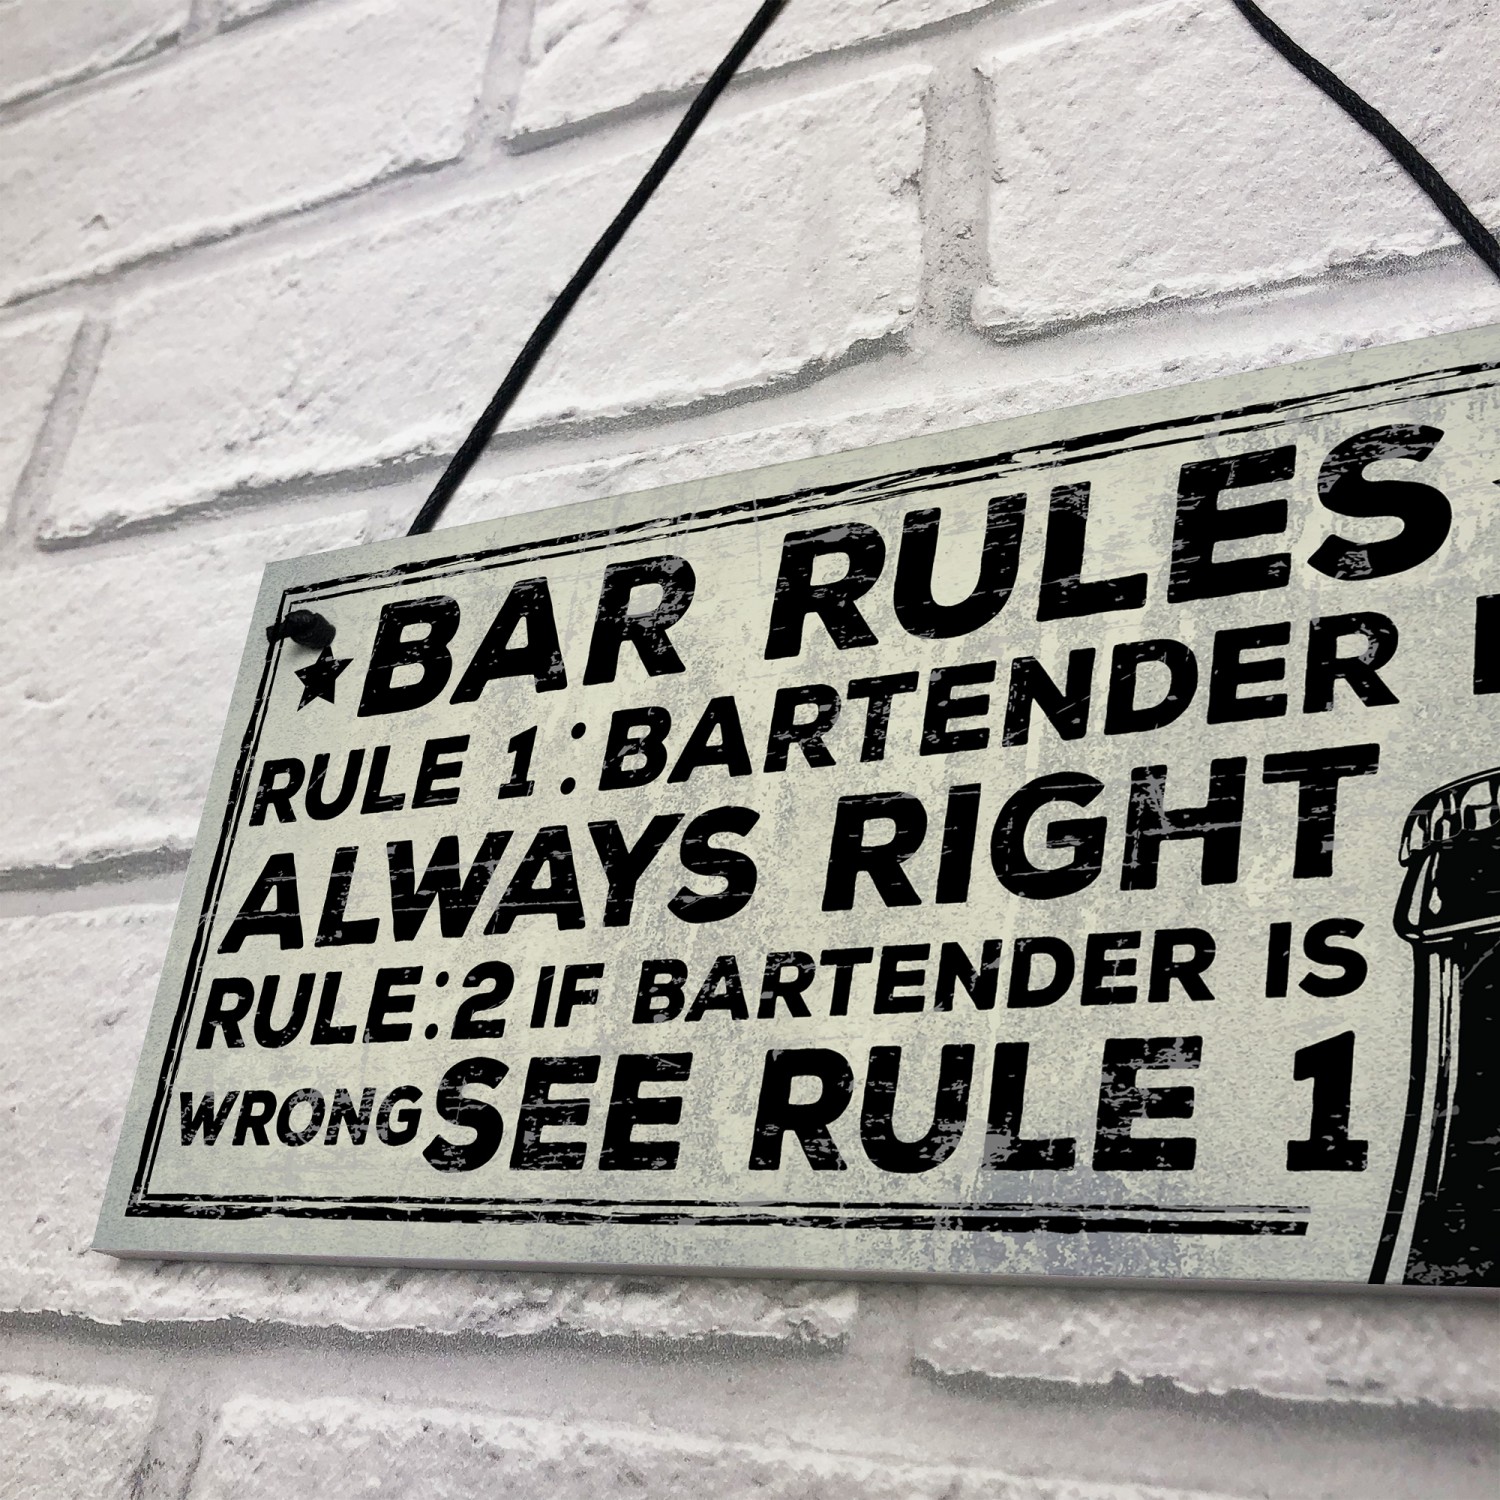 BAR RULES
RULE 1: BARTENDER
ALWAYS RIGHT
RULE:2 IF BARTENDER IS
WRONG SEE RULE 1